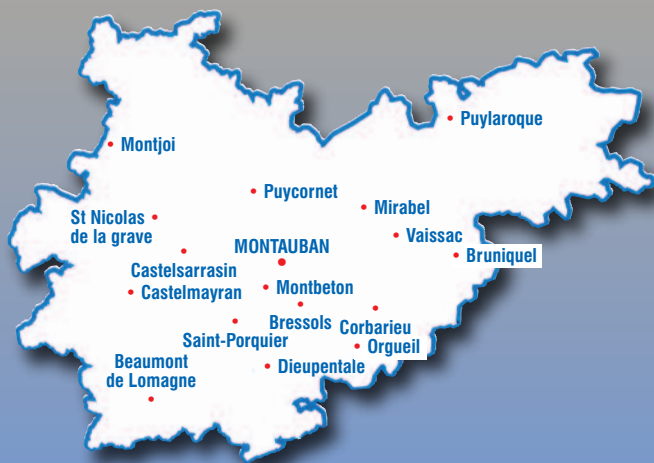 Puylaroque
Montjoi
Puycornet
Mirabel
St Nicolas
de la grave
Vaissac
MONTAUBAN
Bruniquel
Castelsarrasin
Castelmayran
Montbeton
Bressols
Corbarieu
Saint-Porquier
Orgueil
Beaumont
de Lomagne
Dieupentale